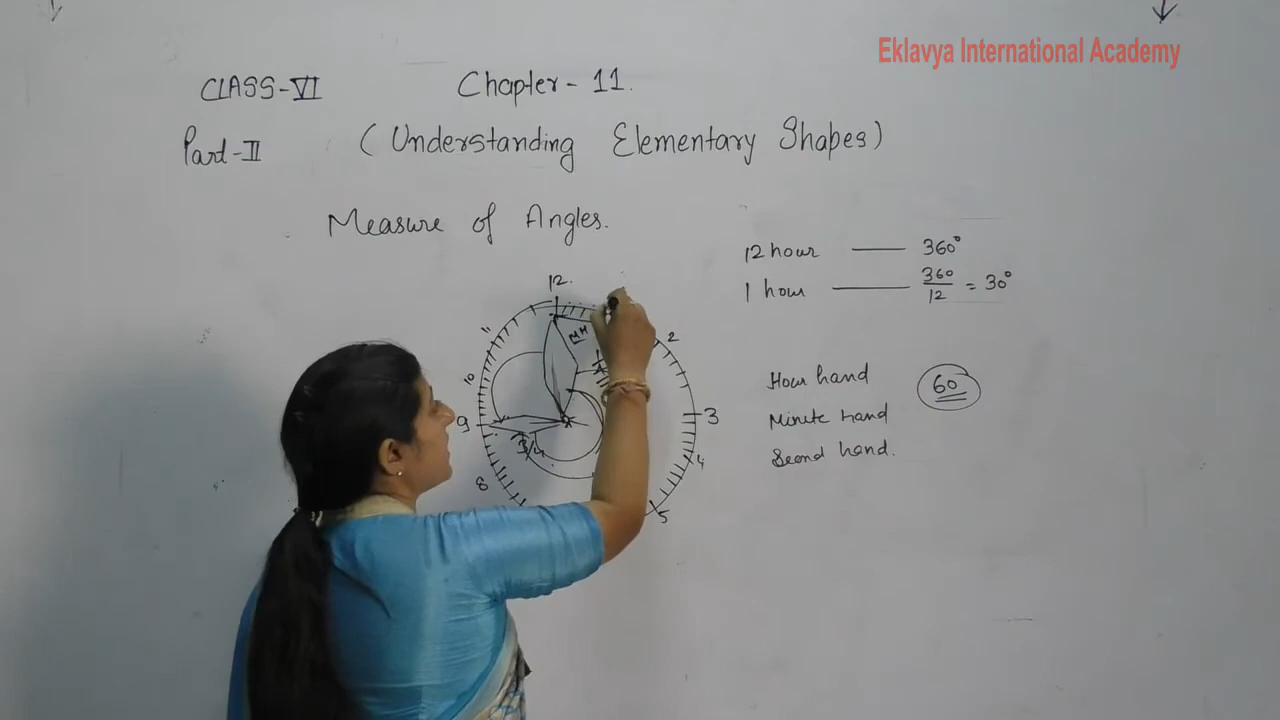 Eklavya International Academy
CLASS-VI Chapter - 11.
Part-II (Understanding Elementary Shapes)
Measure of Angles.
12 hour —— 360°
1 hour —— 360/12 = 30°
Hour hand 60
Minute hand
Second hand.
12.
11
10
9
8
2
3
4
5
MH